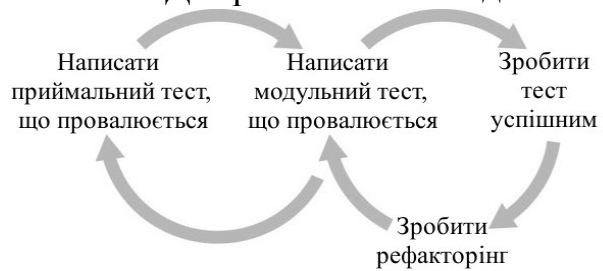 Написати
приймальний тест,
що провалюється
Написати
модульний тест,
що провалюється
Зробити
тест
успішним
Зробити
рефакторінг